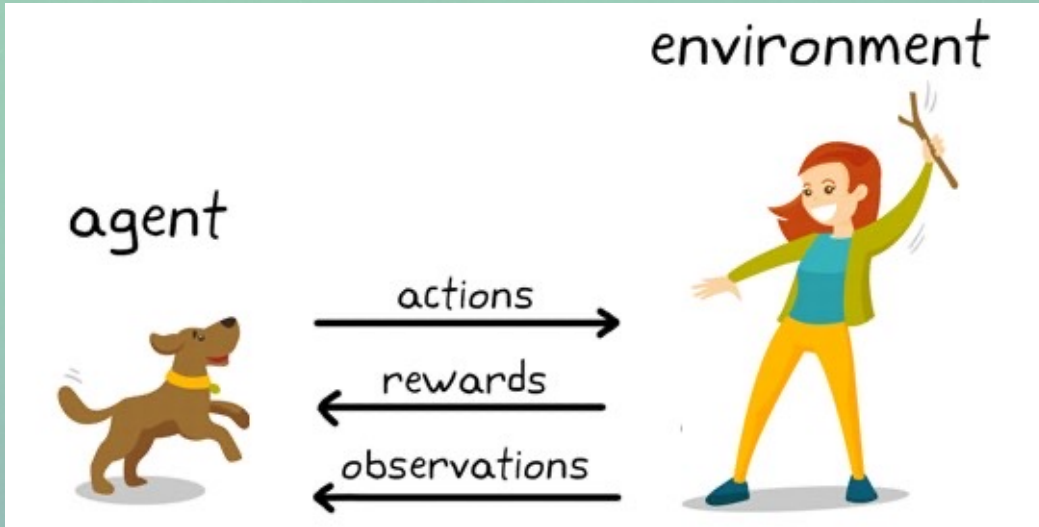 environment
agent
actions
rewards
observations